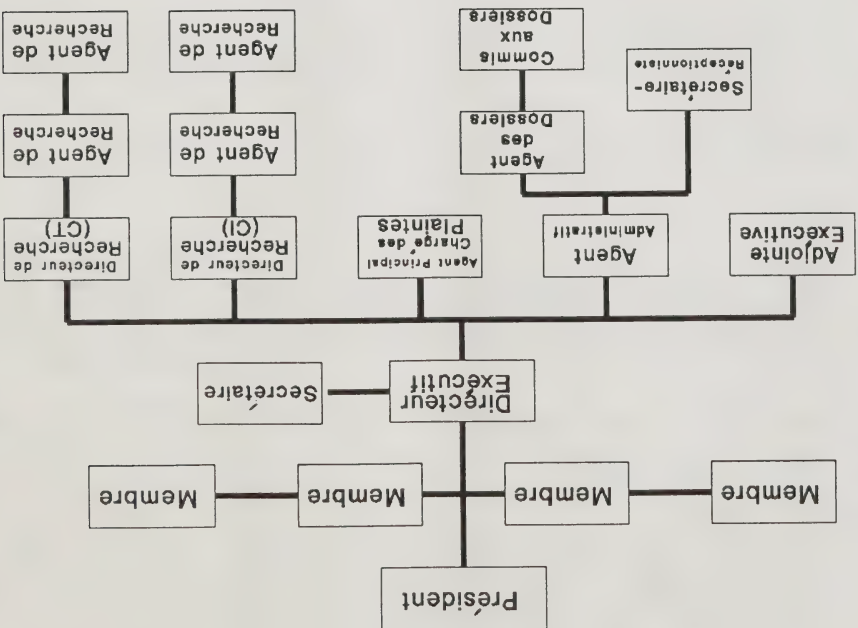 Président
Membre
Membre
Membre
Membre
Directeur
Exécutif
Secrétaire
Adjointe
Exécutive
Agent
Administratif
Agent Principal
Chargé des
Plaintes
Directeur de
Recherche
(CI)
Directeur de
Recherche
(CT)
Secrétaire-
Réceptionniste
Agent
des
Dossiers
Agent de
Recherche
Agent de
Recherche
Commis
aux
Dossiers
Agent de
Recherche
Agent de
Recherche